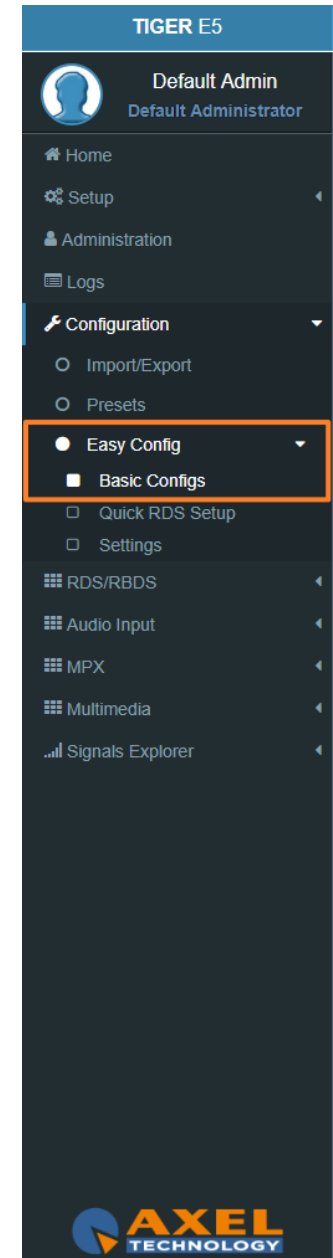 TIGER E5
Default Admin
Default Administrator
Home
Setup
Administration
Logs
Configuration
Import/Export
Presets
Easy Config
Basic Configs
Quick RDS Setup
Settings
RDS/RBDS
Audio Input
MPX
Multimedia
Signals Explorer
AXEL
TECHNOLOGY